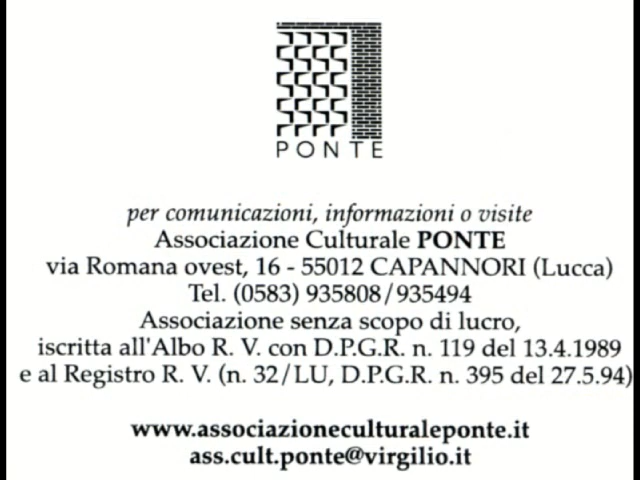 PONTE
per comunicazioni, informazioni o visite
Associazione Culturale PONTE
via Romana ovest, 16 - 55012 CAPANNORI (Lucca)
Tel. (0583) 935808/935494
Associazione senza scopo di lucro,
iscritta all'Albo R. V. con D.P.G.R. n. 119 del 13.4.1989
e al Registro R. V. (n. 32/LU, D.P.G.R. n. 395 del 27.5.94)
www.associazioneculturaleponte.it
ass.cult.ponte@virgilio.it